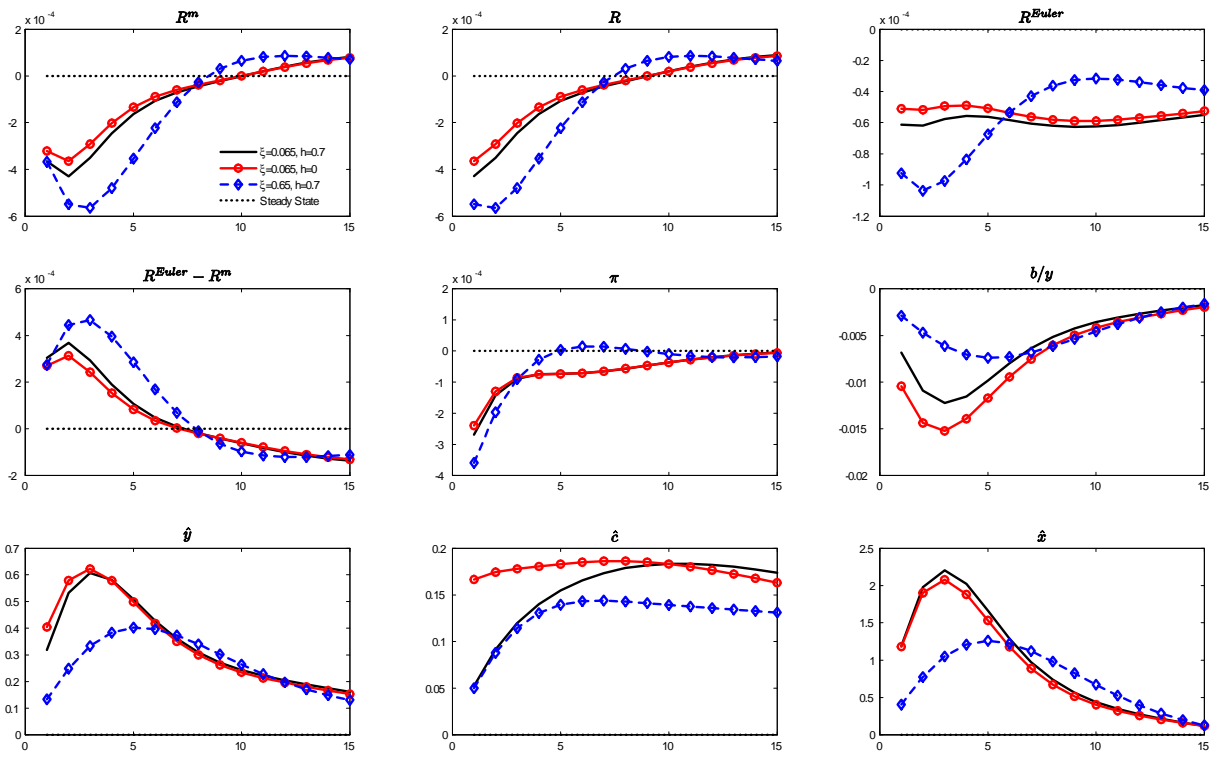 R^m
x 10^-4
2
0
-2
-4
-6
0 5 10 15
ξ=0.065, h=0.7
ξ=0.065, h=0
ξ=0.65, h=0.7
Steady State
R
x 10^-4
2
0
-2
-4
-6
0 5 10 15
R^Euler
x 10^-4
0
-0.2
-0.4
-0.6
-0.8
-1
-1.2
0 5 10 15
R^Euler − R^m
x 10^-4
6
4
2
0
-2
0 5 10 15
π
x 10^-4
2
1
0
-1
-2
-3
-4
0 5 10 15
b/y
0
-0.005
-0.01
-0.015
-0.02
0 5 10 15
ŷ
0.7
0.6
0.5
0.4
0.3
0.2
0.1
0
0 5 10 15
ĉ
0.2
0.15
0.1
0.05
0
0 5 10 15
x̂
2.5
2
1.5
1
0.5
0
0 5 10 15